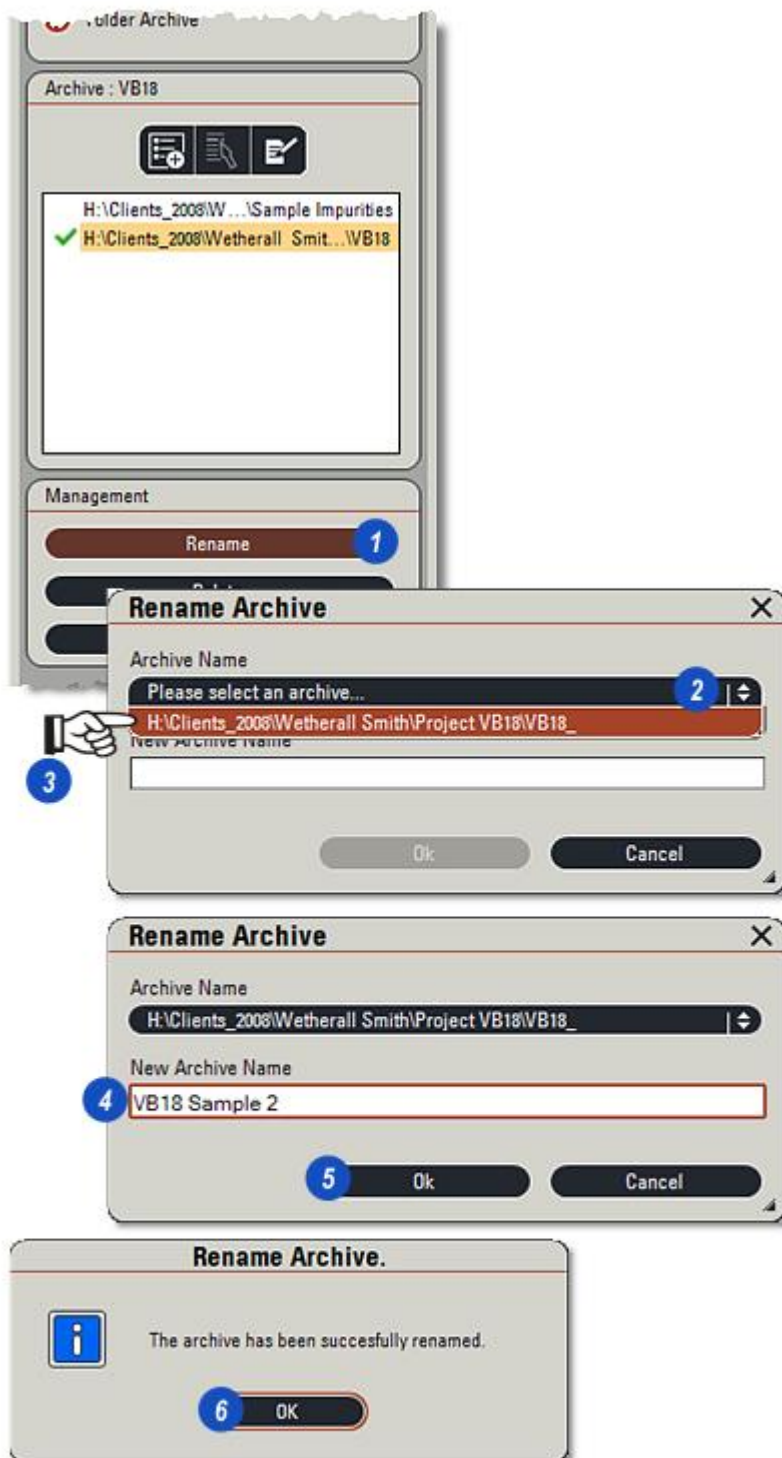 Folder Archive
Archive : VB18
H:\Clients_2008\W...\Sample Impurities
H:\Clients_2008\Wetherall Smit...\VB18
Management
Rename
1
Rename Archive
Archive Name
Please select an archive...
2
H:\Clients_2008\Wetherall Smith\Project VB18\VB18_
New Archive Name
3
Ok
Cancel
Rename Archive
Archive Name
H:\Clients_2008\Wetherall Smith\Project VB18\VB18_
New Archive Name
4
VB18 Sample 2
5
Ok
Cancel
Rename Archive.
i
The archive has been succesfully renamed.
6
OK